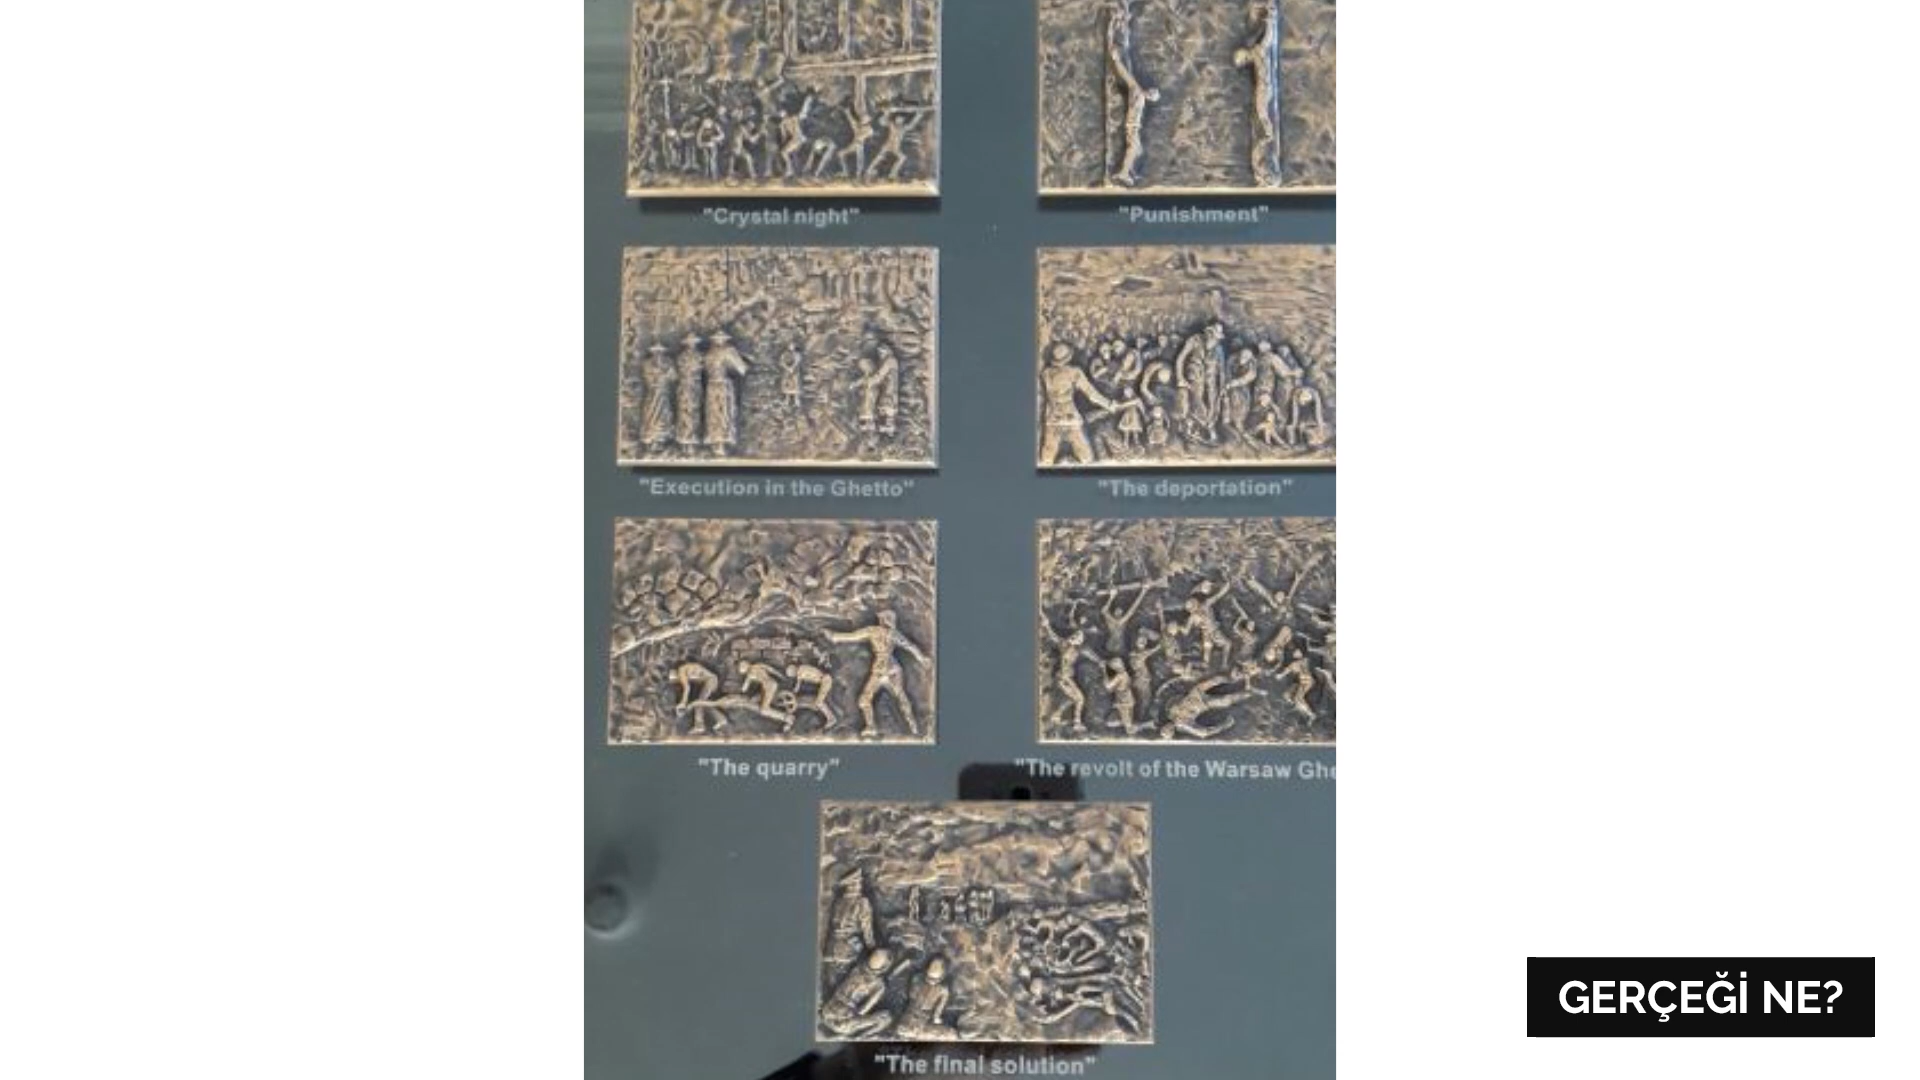 "Crystal night"
"Punishment"
"Execution in the Ghetto"
"The deportation"
"The quarry"
"The revolt of the Warsaw
"The final solution"
GERÇEĞİ NE?